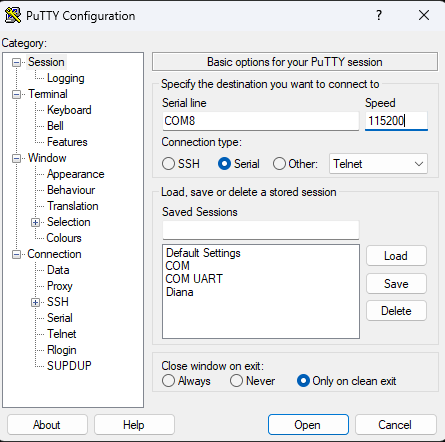 PuTTY Configuration ? ×
Category:
Session
Logging
Terminal
Keyboard
Bell
Features
Window
Appearance
Behaviour
Translation
Selection
Colours
Connection
Data
Proxy
SSH
Serial
Telnet
Rlogin
SUPDUP
Basic options for your PuTTY session
Specify the destination you want to connect to
Serial line Speed
COM8 115200
Connection type:
SSH Serial Other: Telnet
Load, save or delete a stored session
Saved Sessions
Default Settings
COM
COM UART
Diana
Load
Save
Delete
Close window on exit:
Always Never Only on clean exit
About Help Open Cancel